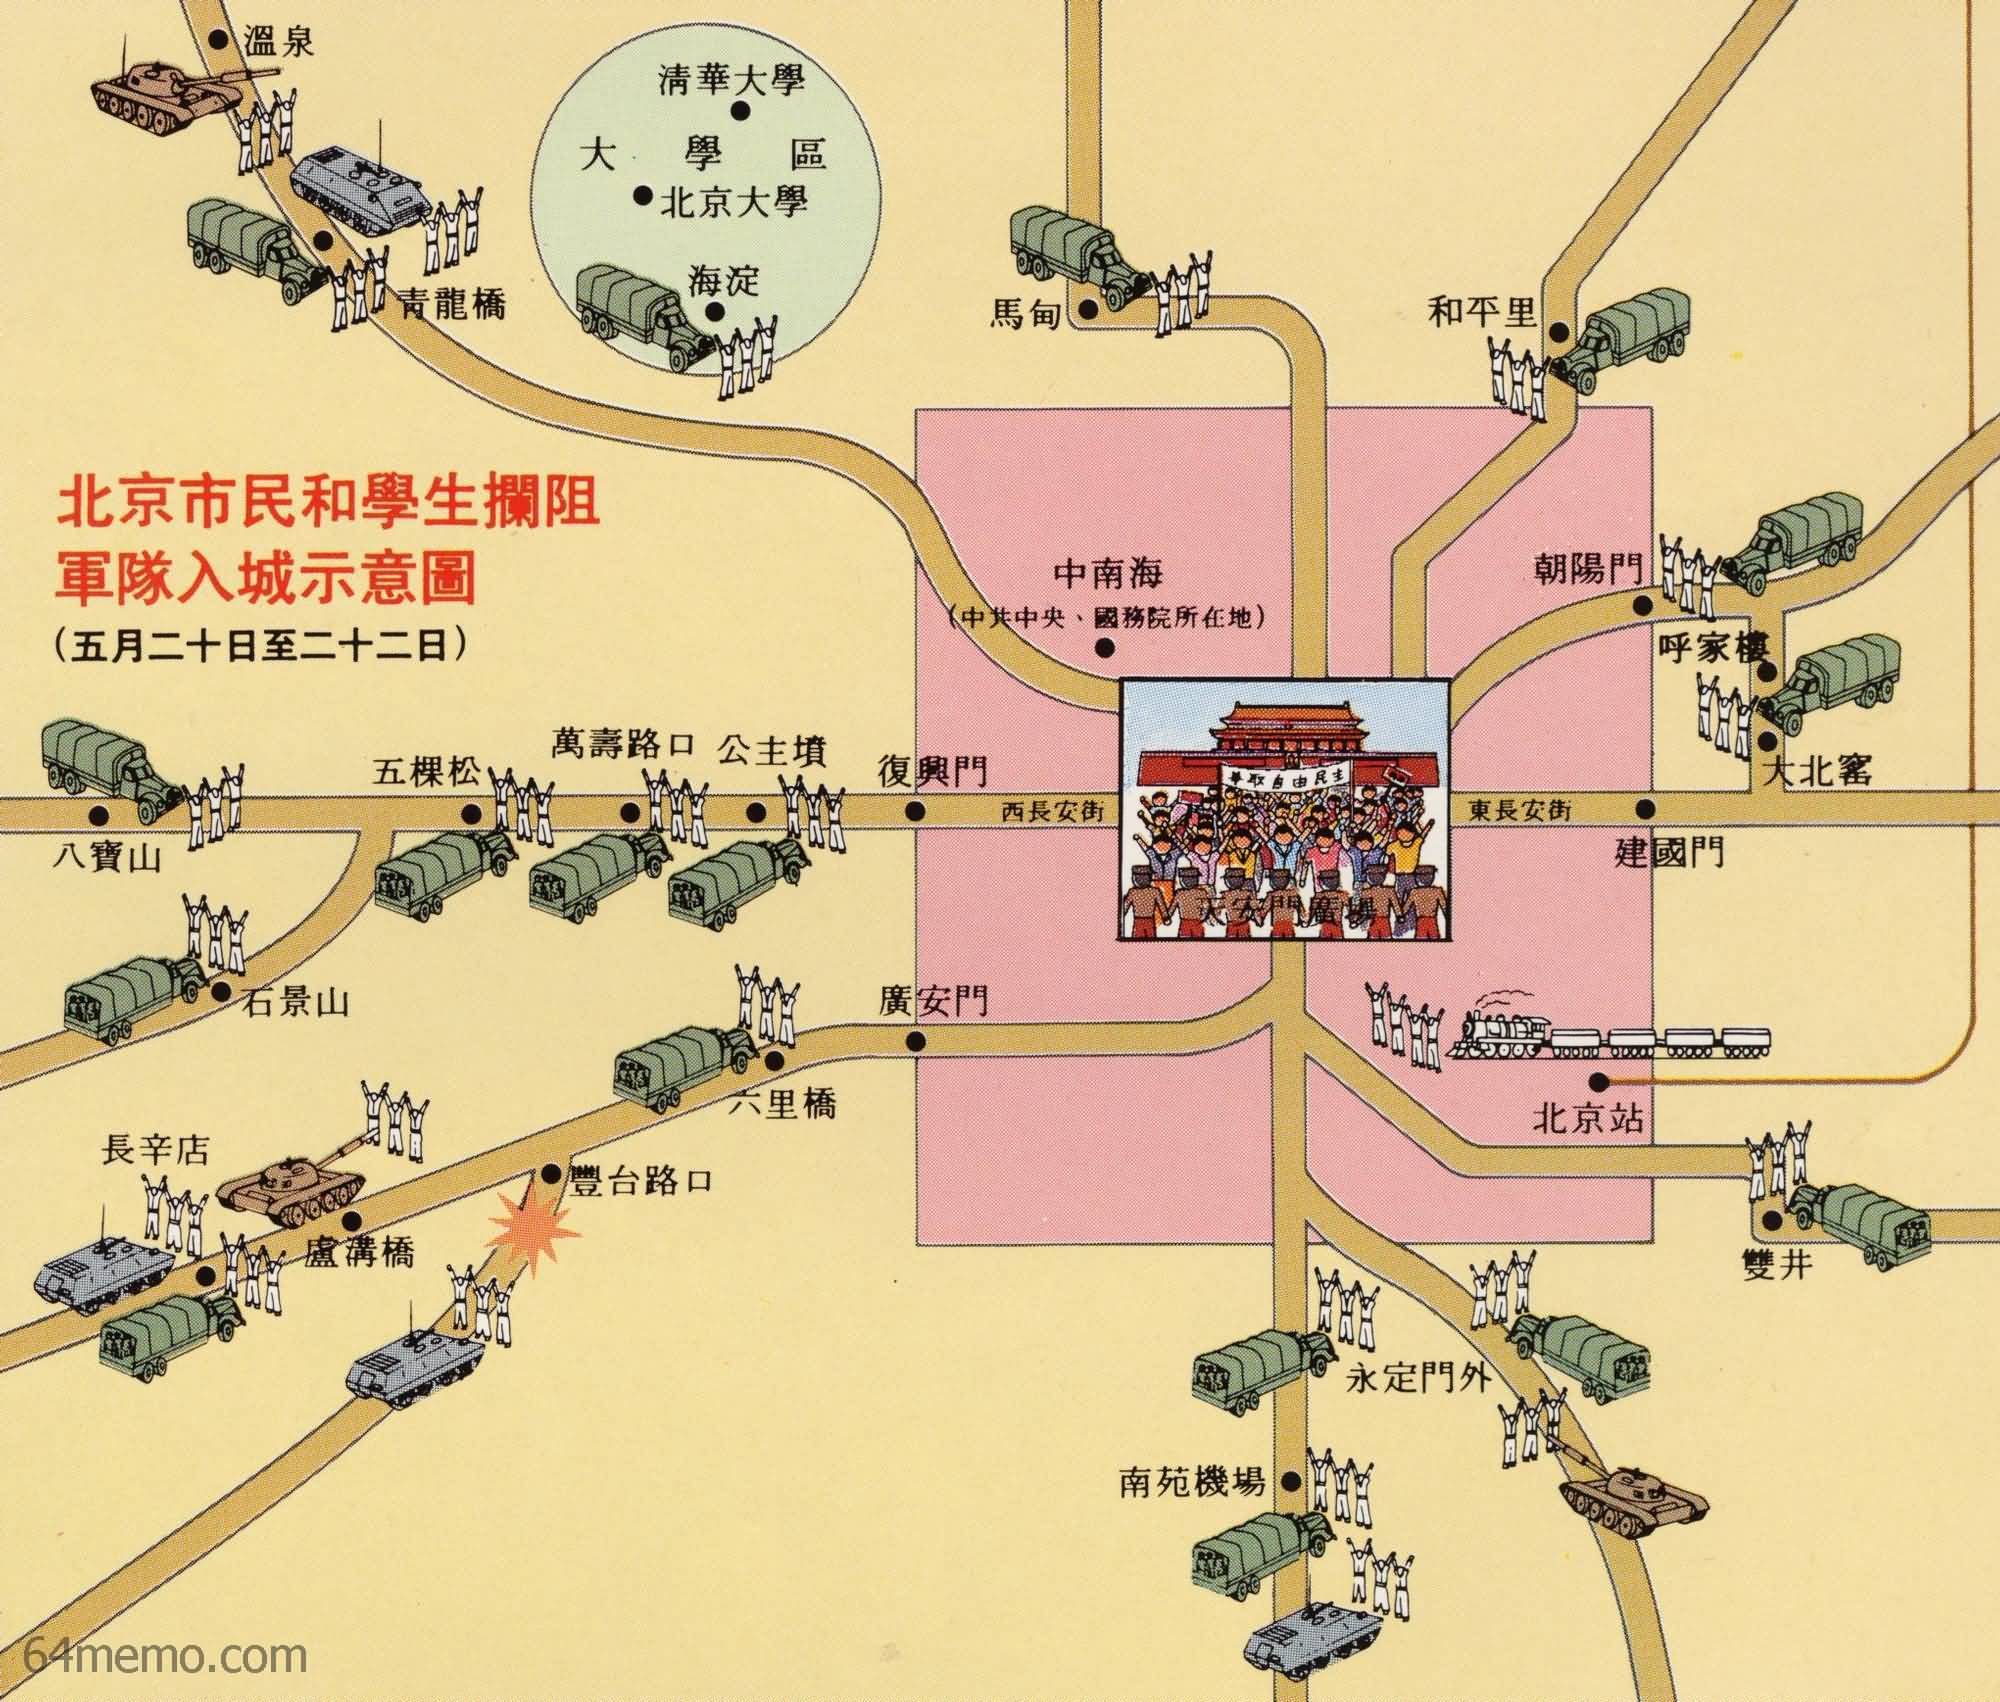 溫泉
清華大學
大學區
北京大學
海淀
青龍橋
馬甸
和平里
北京市民和學生攔阻
軍隊入城示意圖
(五月二十日至二十二日)
中南海
(中共中央、國務院所在地)
朝陽門
呼家樓
大北窰
五棵松
萬壽路口
公主墳
復興門
西長安街
爭取自由民主
東長安街
建國門
八寶山
天安門廣場
石景山
廣安門
六里橋
北京站
長辛店
豐台路口
盧溝橋
雙井
永定門外
南苑機場
64memo.com